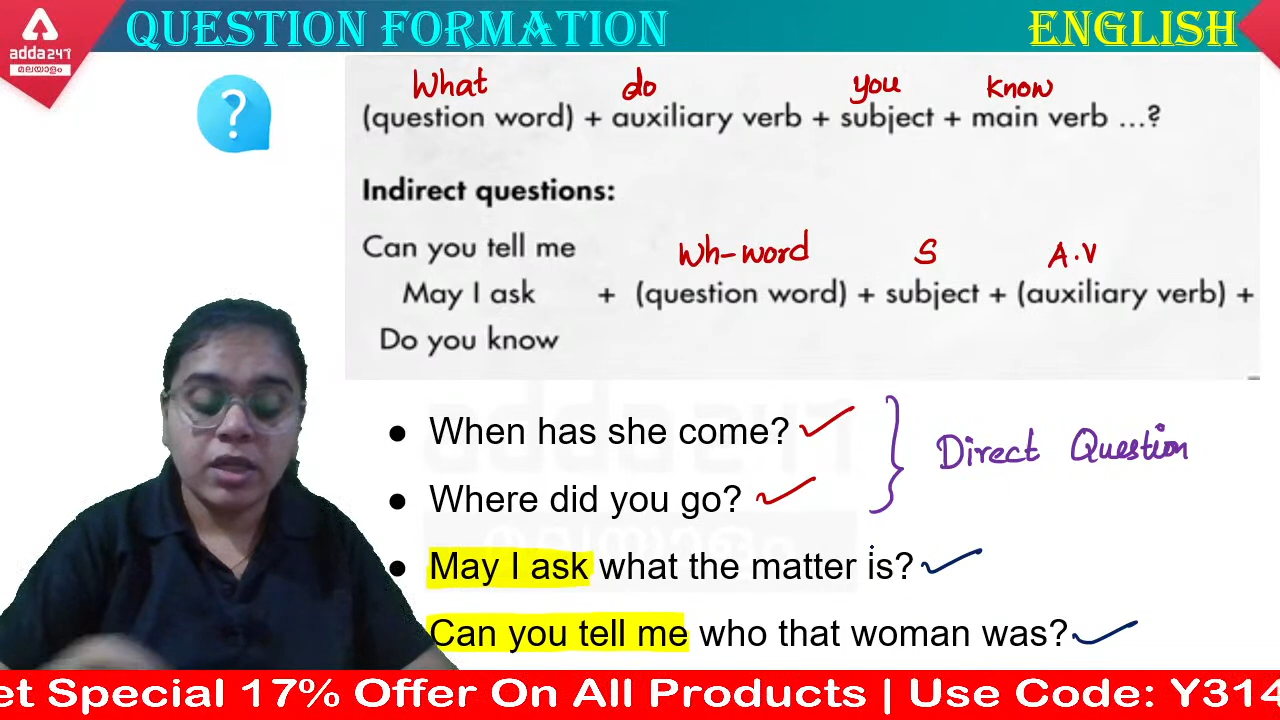 adda247
മലയാളം
QUESTION FORMATION
ENGLISH
?
What do you know
(question word) + auxiliary verb + subject + main verb ...?
Indirect questions:
Can you tell me
Wh-word S A.V
May I ask + (question word) + subject + (auxiliary verb) +
Do you know
● When has she come?
Direct Question
● Where did you go?
● May I ask what the matter is?
Can you tell me who that woman was?
et Special 17% Offer On All Products | Use Code: Y314